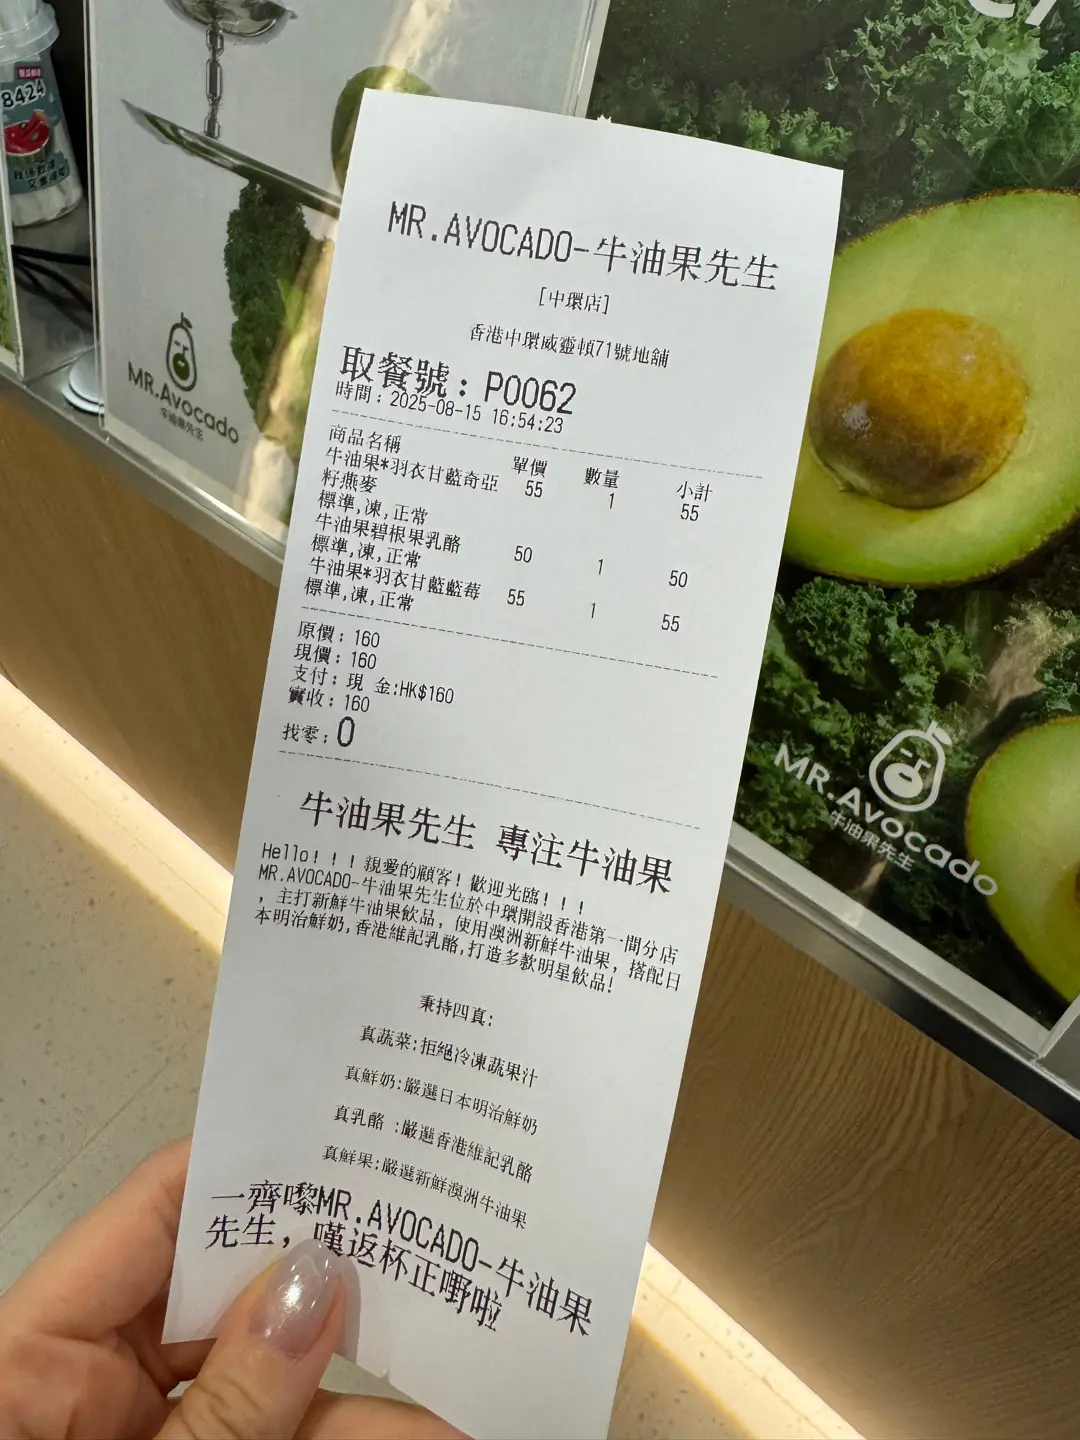 8424
MR.Avocado
牛油果先生
MR.AVOCADO-牛油果先生
[中環店]
香港中環威靈頓71號地舖
取餐號：P0062
時間：2025-08-15 16:54:23
商品名稱 單價 數量 小計
牛油果*羽衣甘藍奇亞 55 1 55
籽燕麥
標準,凍,正常
牛油果碧根果乳酪 50 1 50
標準,凍,正常
牛油果*羽衣甘藍藍莓 55 1 55
標準,凍,正常
原價：160
現價：160
支付：現 金:HK$160
實收：160
找零：0
牛油果先生 專注牛油果
Hello！！！親愛的顧客！歡迎光臨！！！
MR.AVOCADO-牛油果先生位於中環開設香港第一間分店
，主打新鮮牛油果飲品，使用澳洲新鮮牛油果，搭配日
本明治鮮奶,香港維記乳酪,打造多款明星飲品！
秉持四真：
真蔬菜:拒絕冷凍蔬果汁
真鮮奶:嚴選日本明治鮮奶
真乳酪 :嚴選香港維記乳酪
真鮮果:嚴選新鮮澳洲牛油果
一齊嚟MR.AVOCADO-牛油果
先生，嘆返杯正嘢啦
MR.Avocado
牛油果先生